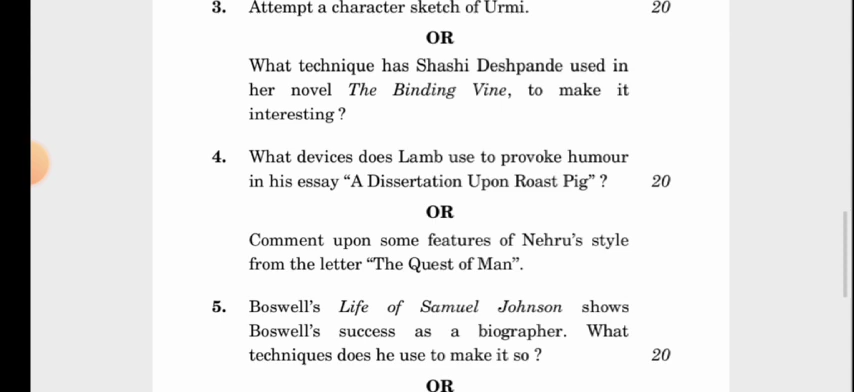 3. Attempt a character sketch of Urmi. 20
OR
What technique has Shashi Deshpande used in
her novel The Binding Vine, to make it
interesting ?
4. What devices does Lamb use to provoke humour
in his essay “A Dissertation Upon Roast Pig” ? 20
OR
Comment upon some features of Nehru’s style
from the letter “The Quest of Man”.
5. Boswell’s Life of Samuel Johnson shows
Boswell’s success as a biographer. What
techniques does he use to make it so ? 20
OR